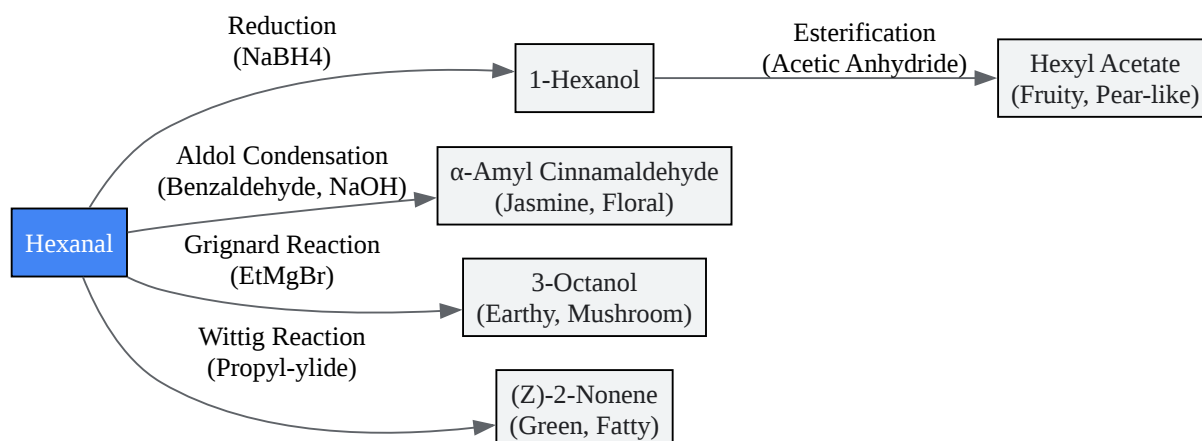 Reduction
(NaBH4)
1-Hexanol
Esterification
(Acetic Anhydride)
Hexyl Acetate
(Fruity, Pear-like)
Aldol Condensation
(Benzaldehyde, NaOH)
α-Amyl Cinnamaldehyde
(Jasmine, Floral)
Hexanal
Grignard Reaction
(EtMgBr)
3-Octanol
(Earthy, Mushroom)
Wittig Reaction
(Propyl-ylide)
(Z)-2-Nonene
(Green, Fatty)